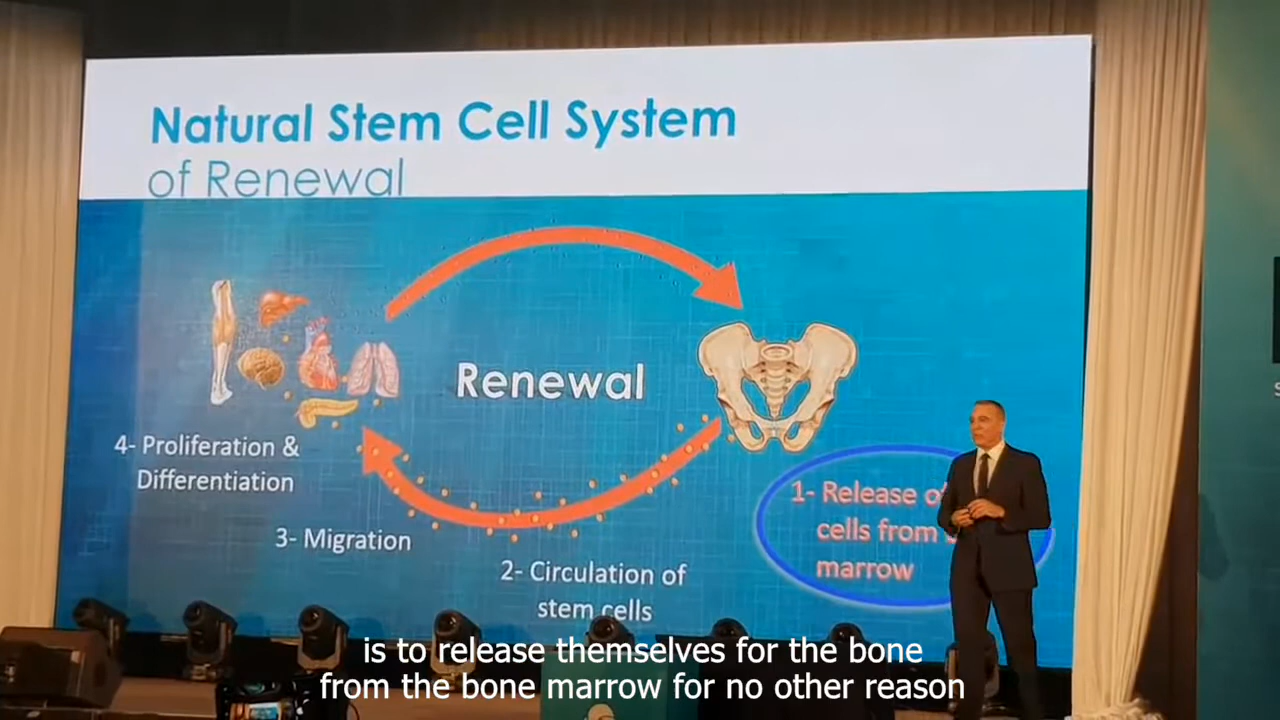 Natural Stem Cell System
of Renewal
Renewal
4- Proliferation &
Differentiation
3- Migration
2- Circulation of
stem cells
1- Release
cells from
marrow
is to release themselves for the bone
from the bone marrow for no other reason